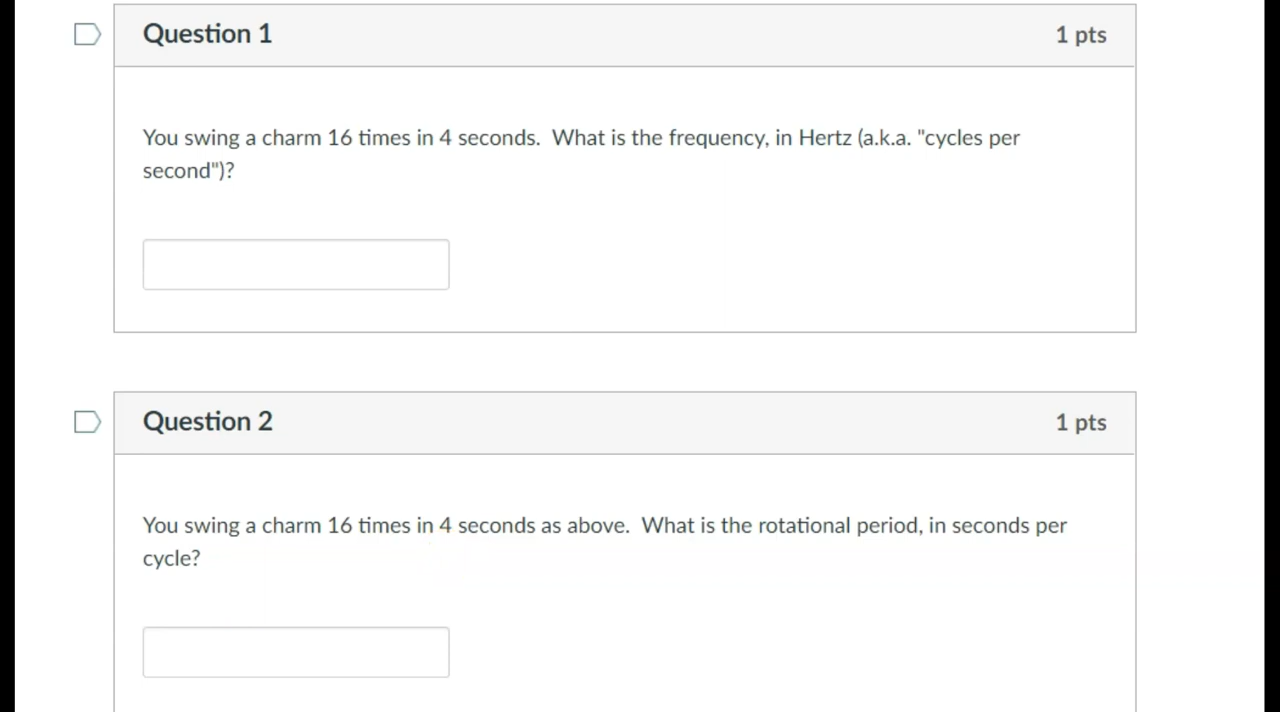 Question 1
1 pts
You swing a charm 16 times in 4 seconds.  What is the frequency, in Hertz (a.k.a. "cycles per
second")?
Question 2
1 pts
You swing a charm 16 times in 4 seconds as above.  What is the rotational period, in seconds per
cycle?